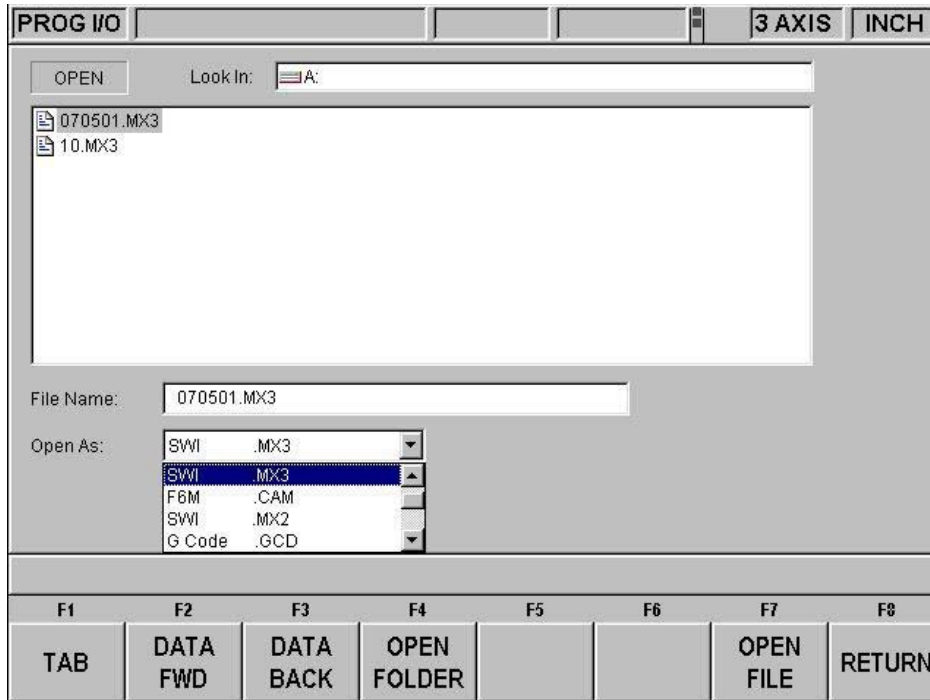 PROG I/O 3 AXIS INCH
OPEN Look In: A:
070501.MX3
10.MX3
File Name: 070501.MX3
Open As: SWI .MX3
SWI .MX3
F6M .CAM
SWI .MX2
G Code .GCD
F1 F2 F3 F4 F5 F6 F7 F8
TAB DATA FWD DATA BACK OPEN FOLDER OPEN FILE RETURN